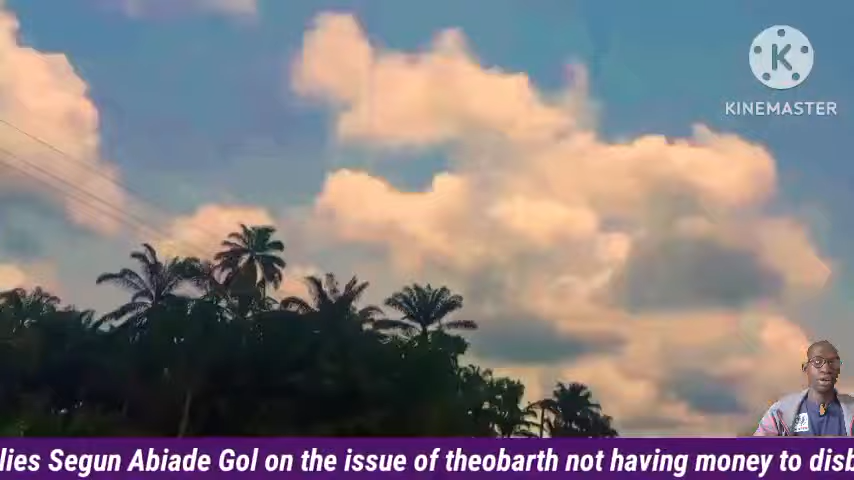 K
KINEMASTER
lies Segun Abiade Gol on the issue of theobarth not having money to disb